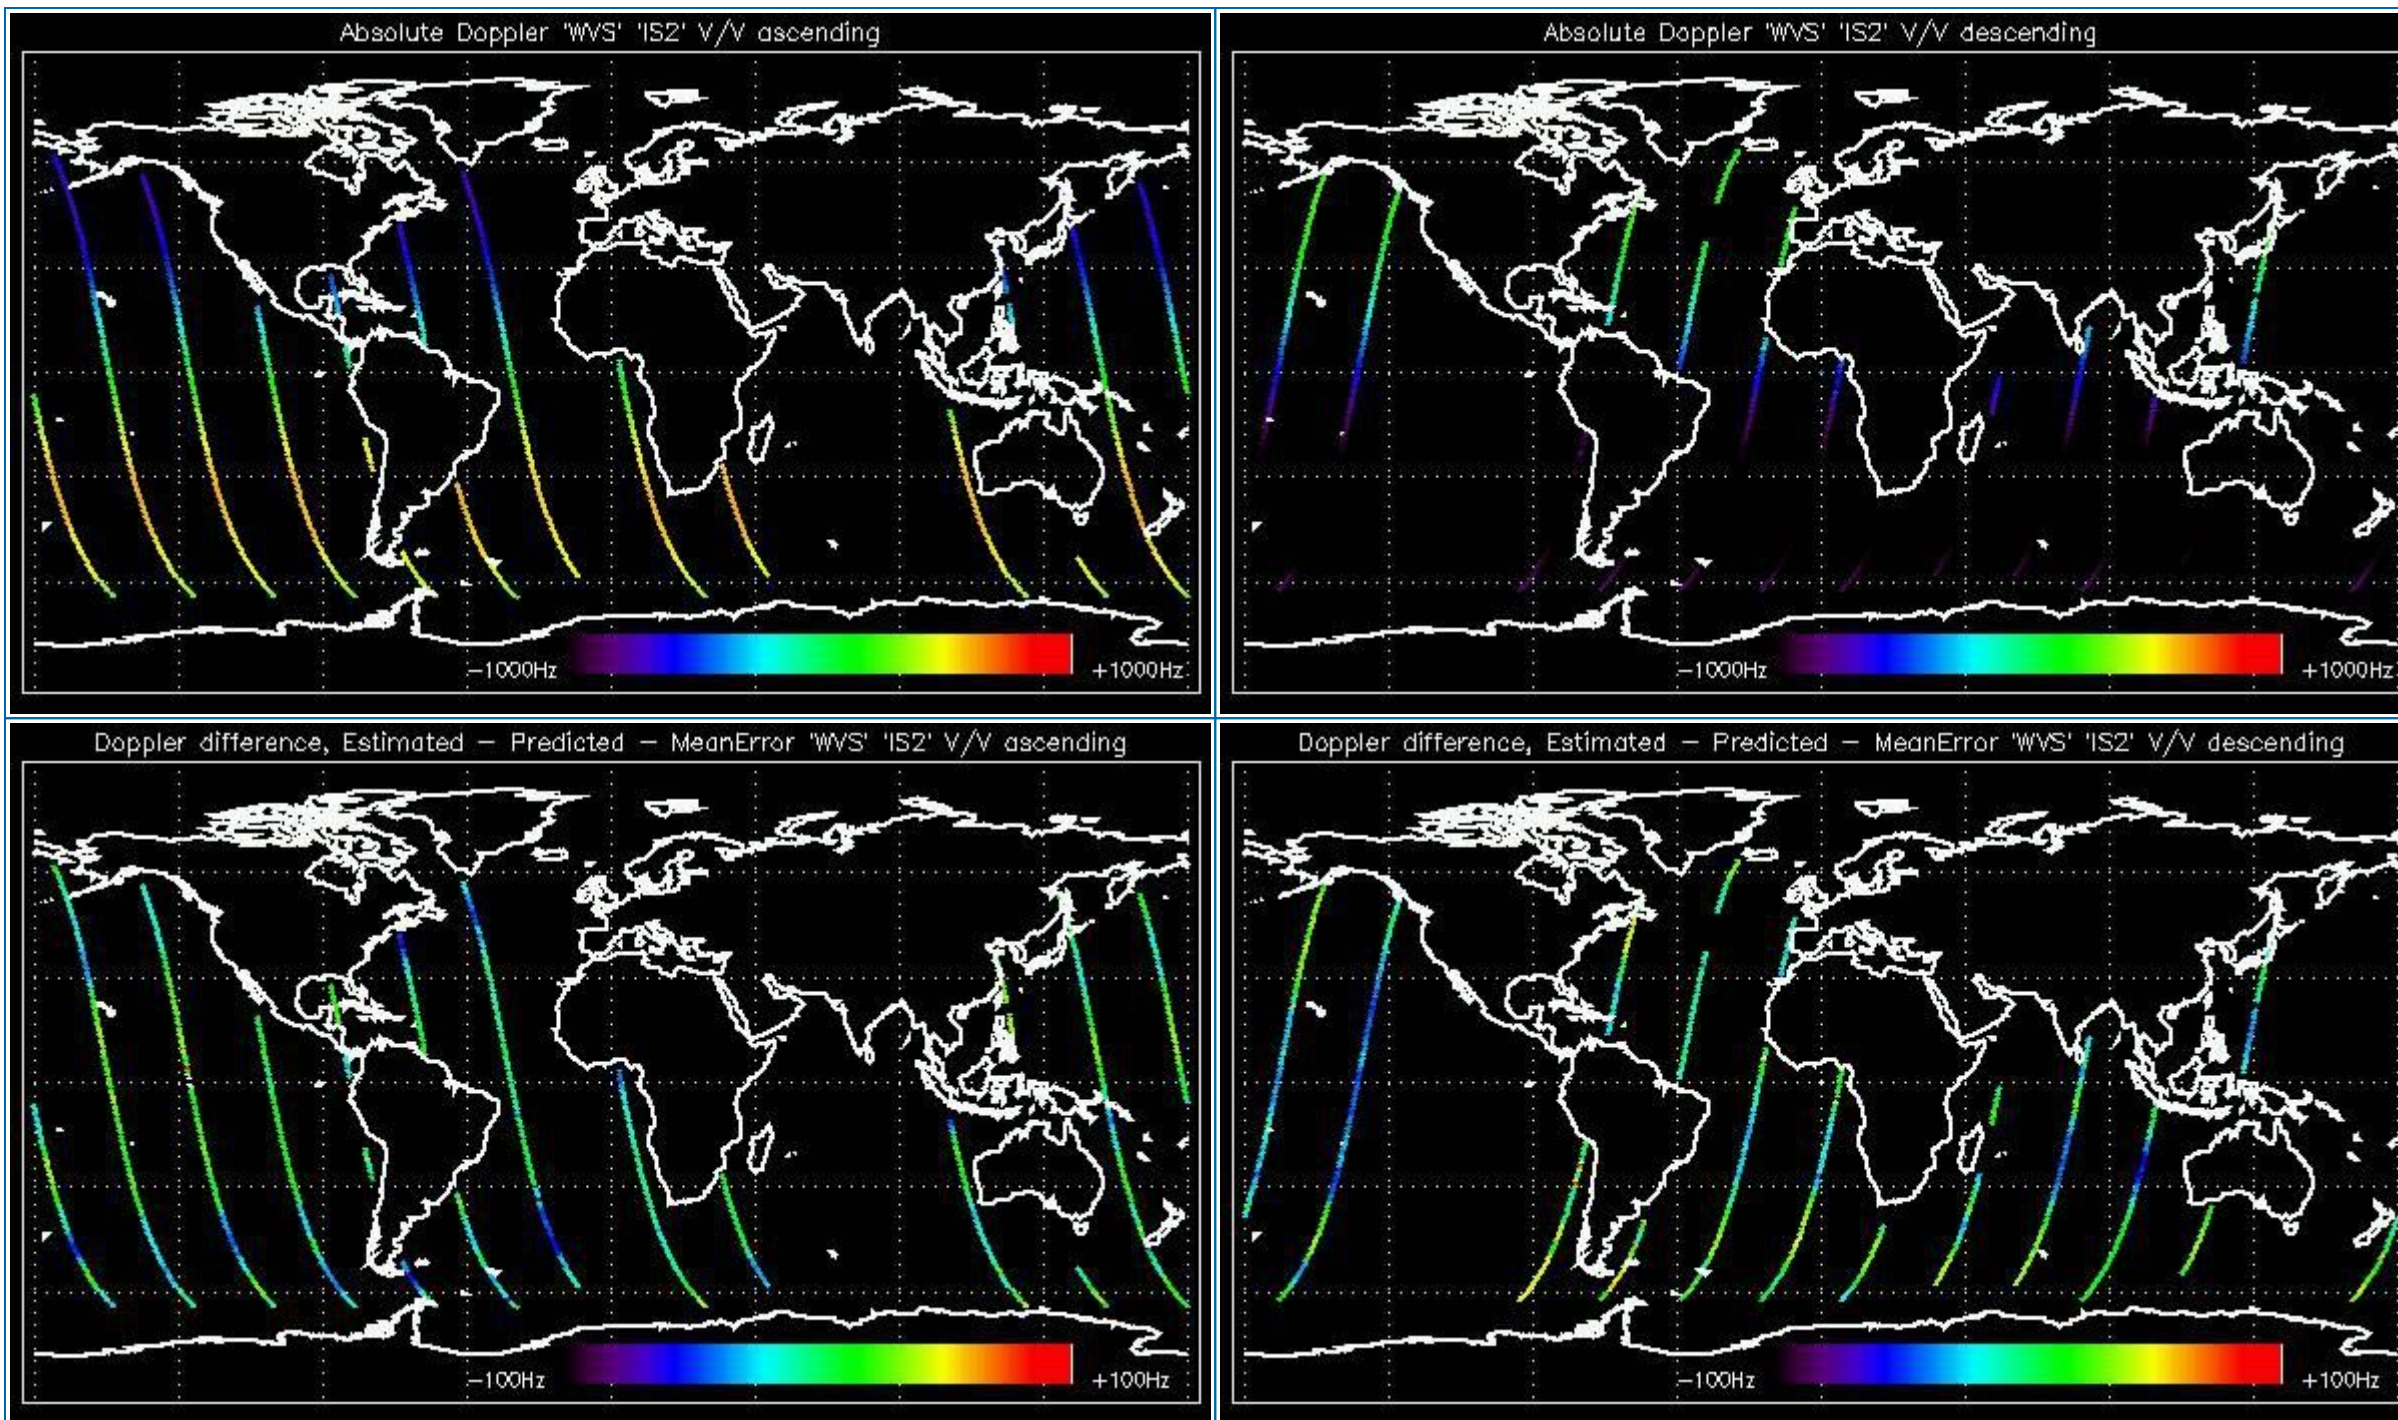 Absolute Doppler 'WVS' 'IS2' V/V ascending
-1000Hz
+1000Hz
Absolute Doppler 'WVS' 'IS2' V/V descending
-1000Hz
+1000Hz
Doppler difference, Estimated - Predicted - MeanError 'WVS' 'IS2' V/V ascending
-100Hz
+100Hz
Doppler difference, Estimated - Predicted - MeanError 'WVS' 'IS2' V/V descending
-100Hz
+100Hz